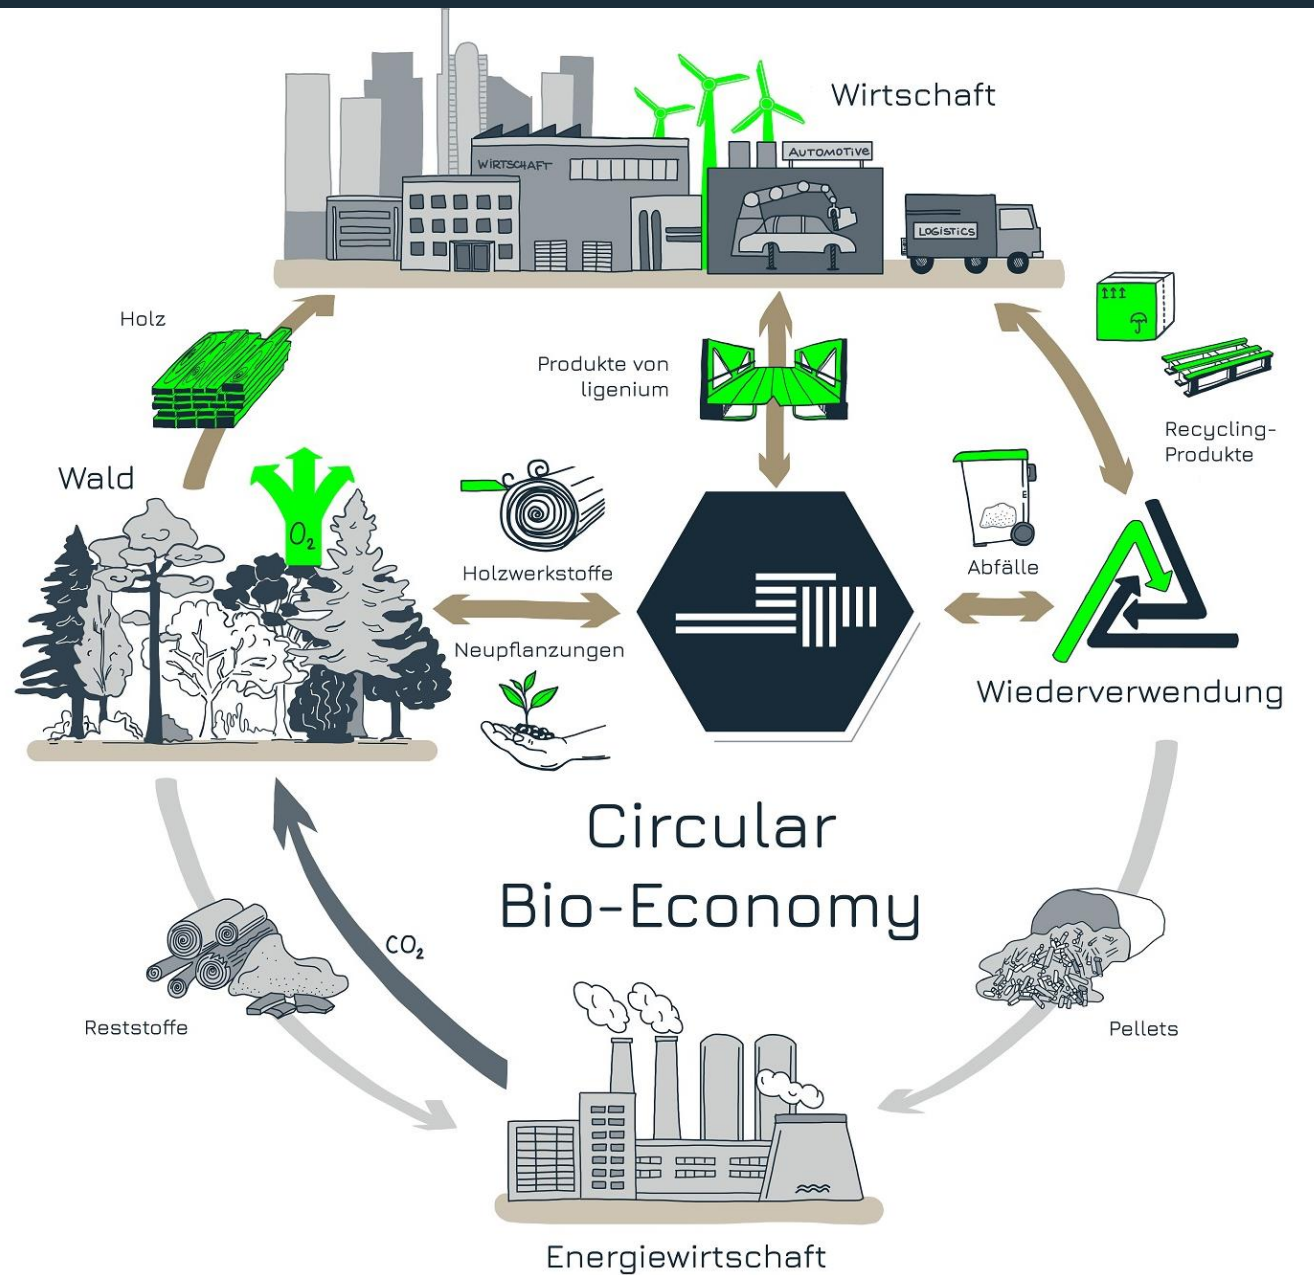 Wirtschaft
WIRTSCHAFT
AUTOMOTIVE
LOGISTICS
Holz
Produkte von
ligenium
Recycling-
Produkte
Wald
O₂
E
Holzwerkstoffe
Abfälle
Neupflanzungen
Wiederverwendung
Circular
Bio-Economy
CO₂
Reststoffe
Pellets
Energiewirtschaft